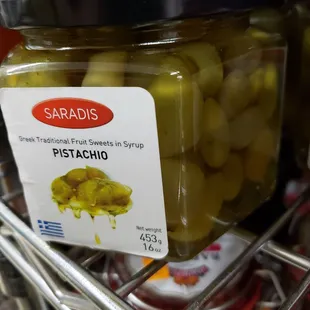 SARADIS
Greek Traditional Fruit Sweets in Syrup
PISTACHIO
Net weight
453g
16oz